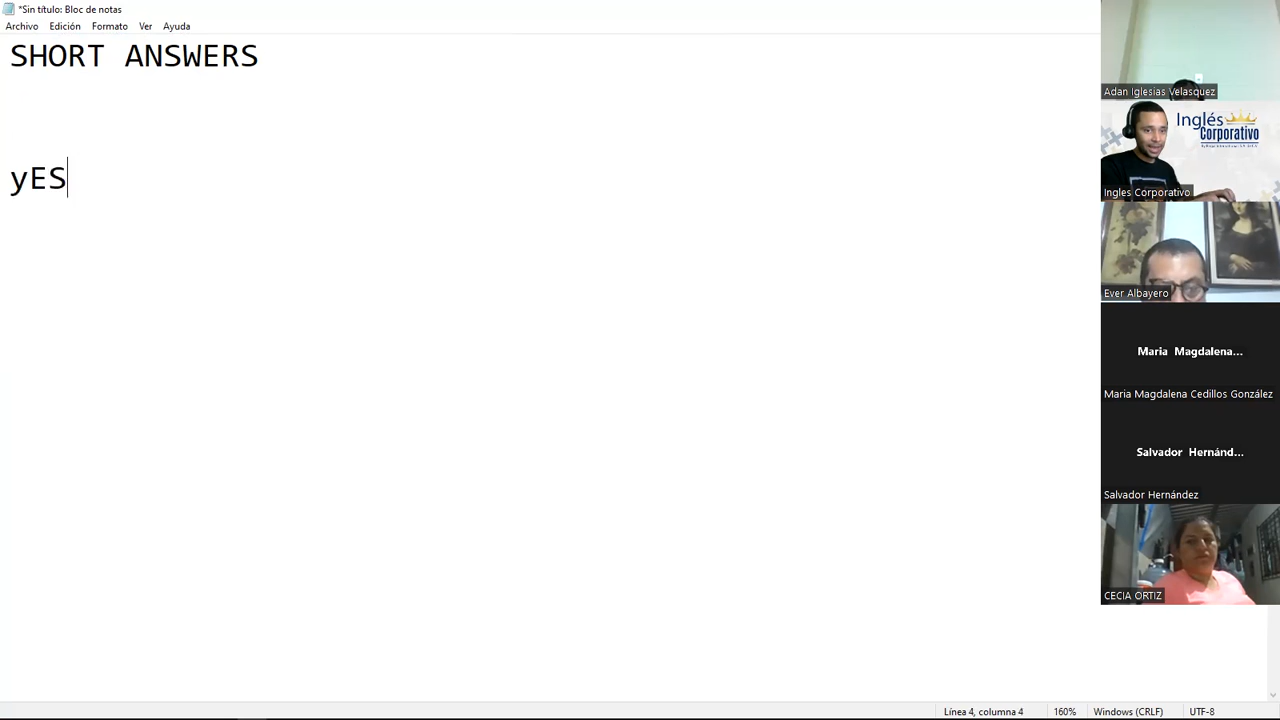 *Sin título: Bloc de notas
Archivo Edición Formato Ver Ayuda
SHORT ANSWERS
yES
Adan Iglesias Velasquez
Inglés
Corporativo
Ingles Corporativo
Ever Albayero
Maria Magdalena...
Maria Magdalena Cedillos González
Salvador Hernánd...
Salvador Hernández
CECIA ORTIZ
Línea 4, columna 4 160% Windows (CRLF) UTF-8